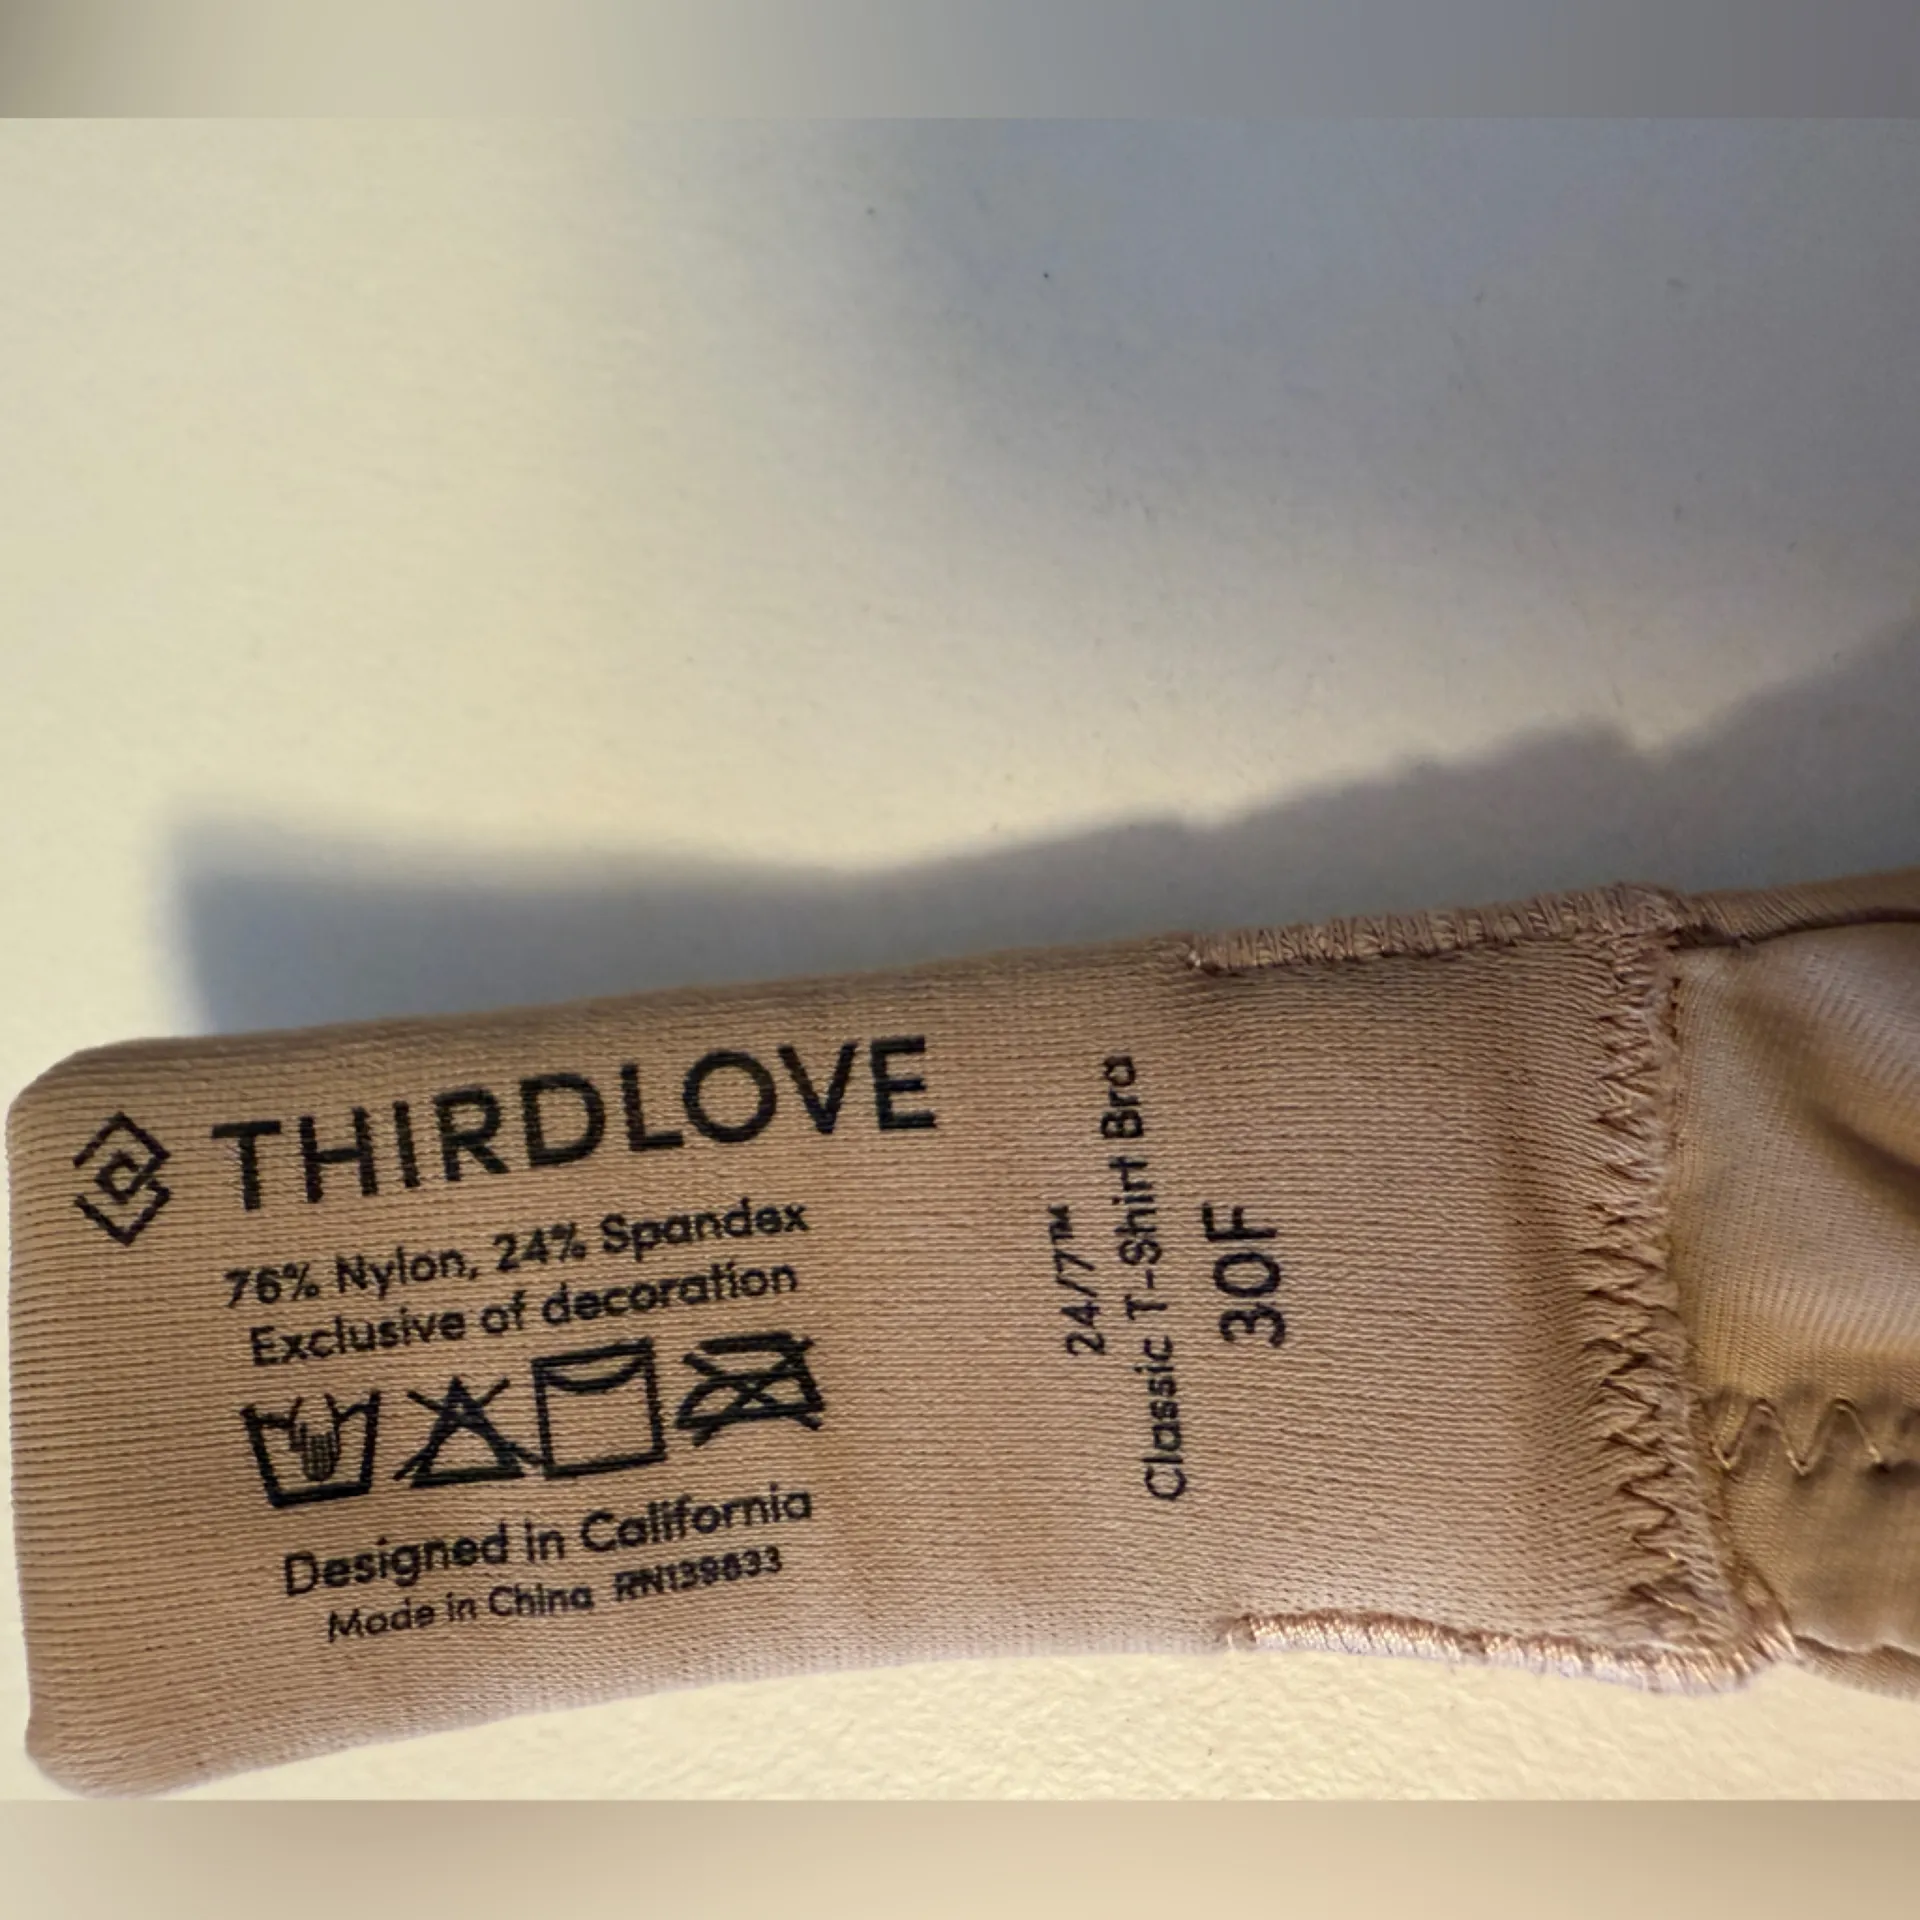 THIRDLOVE
76% Nylon, 24% Spandex
Exclusive of decoration
Designed in California
Made in China RN139833
24/7™
Classic T-Shirt Bra
30F